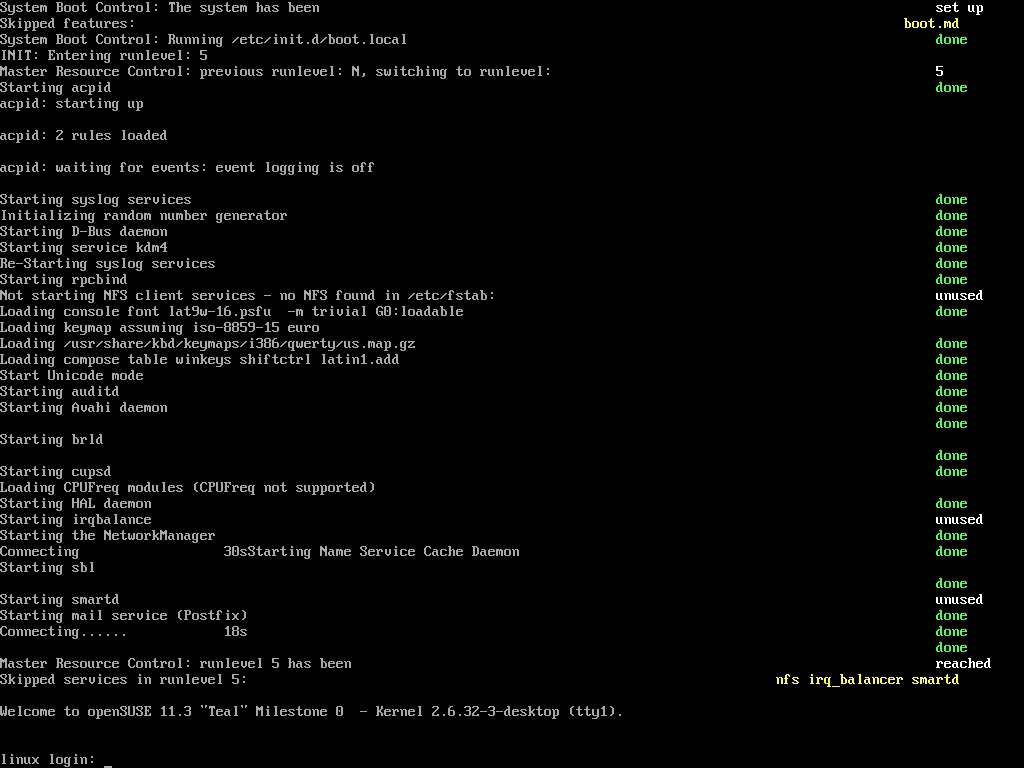 System Boot Control: The system has been set up
Skipped features: boot.md
System Boot Control: Running /etc/init.d/boot.local done
INIT: Entering runlevel: 5
Master Resource Control: previous runlevel: N, switching to runlevel: 5
Starting acpid done
acpid: starting up
acpid: 2 rules loaded
acpid: waiting for events: event logging is off
Starting syslog services done
Initializing random number generator done
Starting D-Bus daemon done
Starting service kdm4 done
Re-Starting syslog services done
Starting rpcbind done
Not starting NFS client services - no NFS found in /etc/fstab: unused
Loading console font lat9w-16.psfu -m trivial G0:loadable done
Loading keymap assuming iso-8859-15 euro
Loading /usr/share/kbd/keymaps/i386/qwerty/us.map.gz done
Loading compose table winkeys shiftctrl latin1.add done
Start Unicode mode done
Starting auditd done
Starting Avahi daemon done
done
Starting brld
done
Starting cupsd done
Loading CPUFreq modules (CPUFreq not supported)
Starting HAL daemon done
Starting irqbalance unused
Starting the NetworkManager done
Connecting 30sStarting Name Service Cache Daemon done
Starting sbl
done
Starting smartd unused
Starting mail service (Postfix) done
Connecting...... 18s done
done
Master Resource Control: runlevel 5 has been reached
Skipped services in runlevel 5: nfs irq_balancer smartd
Welcome to openSUSE 11.3 "Teal" Milestone 0 - Kernel 2.6.32-3-desktop (tty1).
linux login: _